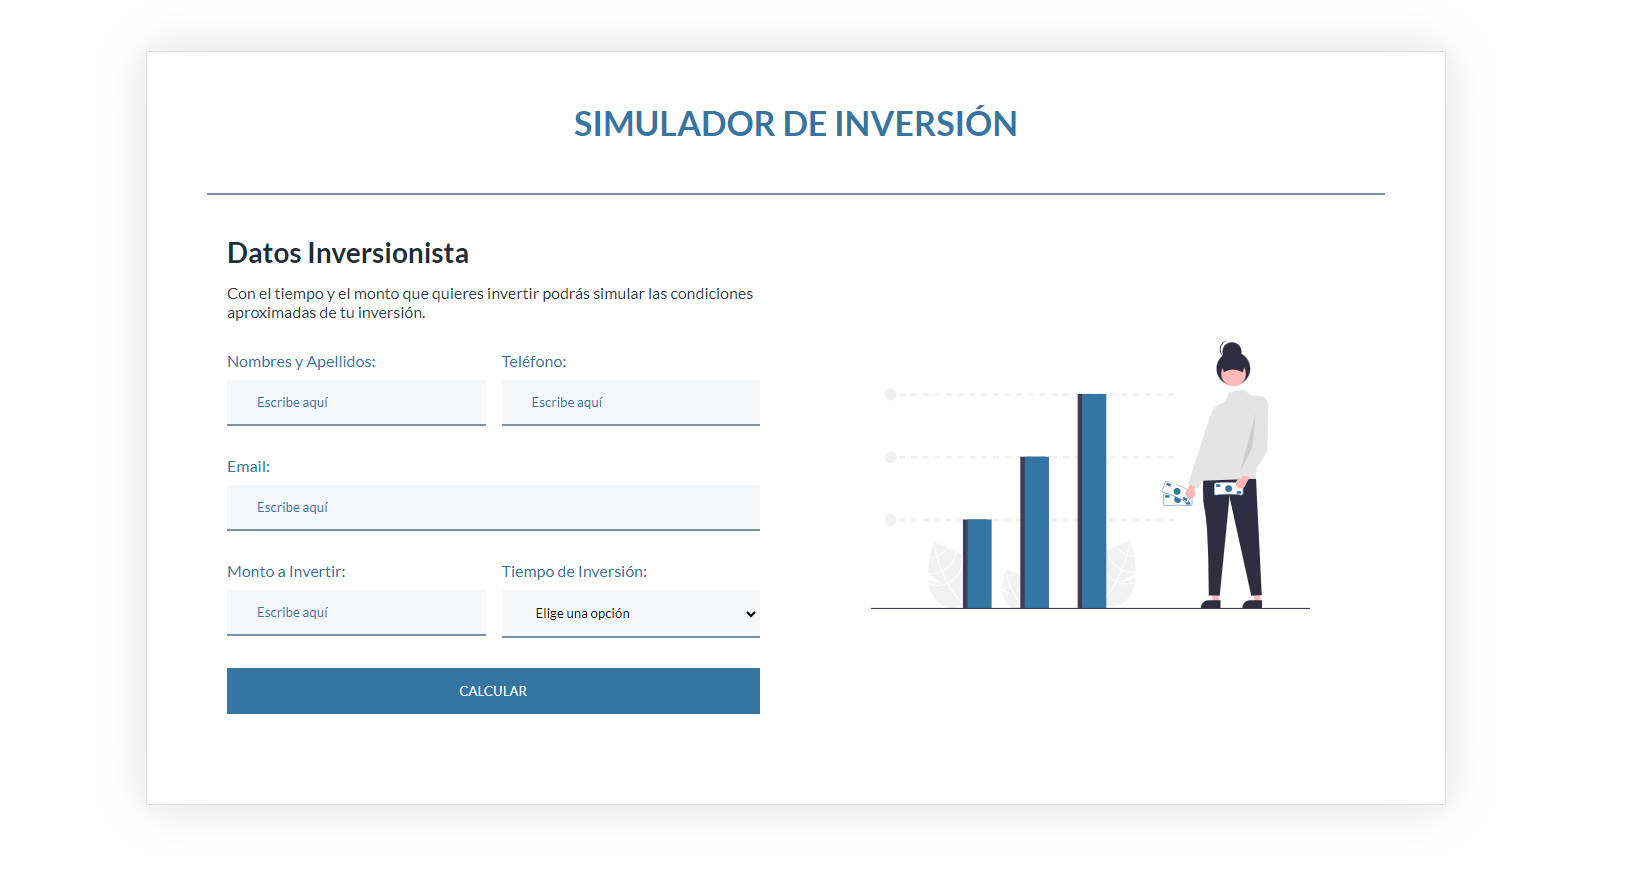 SIMULADOR DE INVERSIÓN
Datos Inversionista
Con el tiempo y el monto que quieres invertir podrás simular las condiciones
aproximadas de tu inversión.
Nombres y Apellidos:
Teléfono:
Escribe aquí
Escribe aquí
Email:
Escribe aquí
Monto a Invertir:
Tiempo de Inversión:
Escribe aquí
Elige una opción
CALCULAR